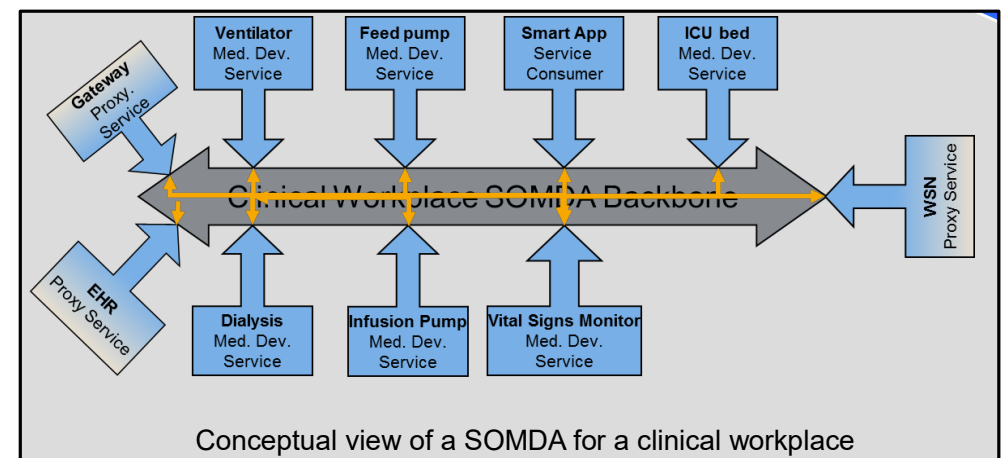 Ventilator
Med. Dev.
Service
Feed pump
Med. Dev.
Service
Smart App
Service
Consumer
ICU bed
Med. Dev.
Service
Gateway
Proxy.
Service
Clinical Workplace SOMDA Backbone
WSN
Proxy Service
EHR
Proxy Service
Dialysis
Med. Dev.
Service
Infusion Pump
Med. Dev.
Service
Vital Signs Monitor
Med. Dev.
Service
Conceptual view of a SOMDA for a clinical workplace